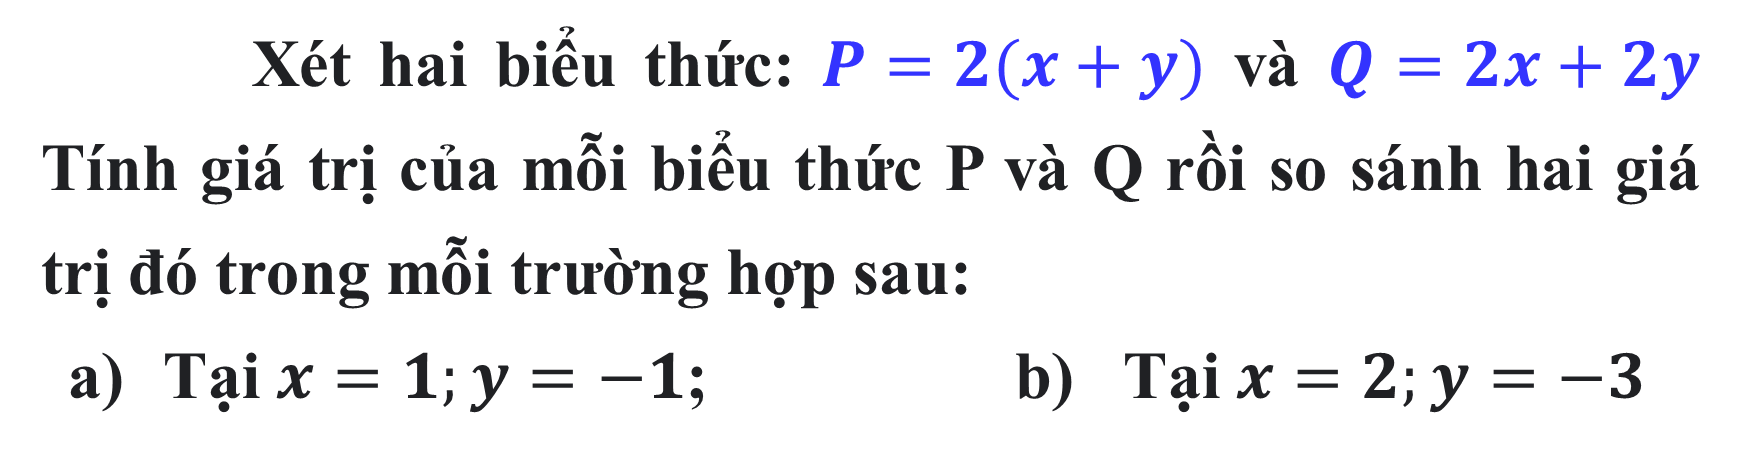 Xét hai biểu thức: P = 2(x + y) và Q = 2x + 2y
Tính giá trị của mỗi biểu thức P và Q rồi so sánh hai giá
trị đó trong mỗi trường hợp sau:
a) Tại x = 1; y = −1; b) Tại x = 2; y = −3